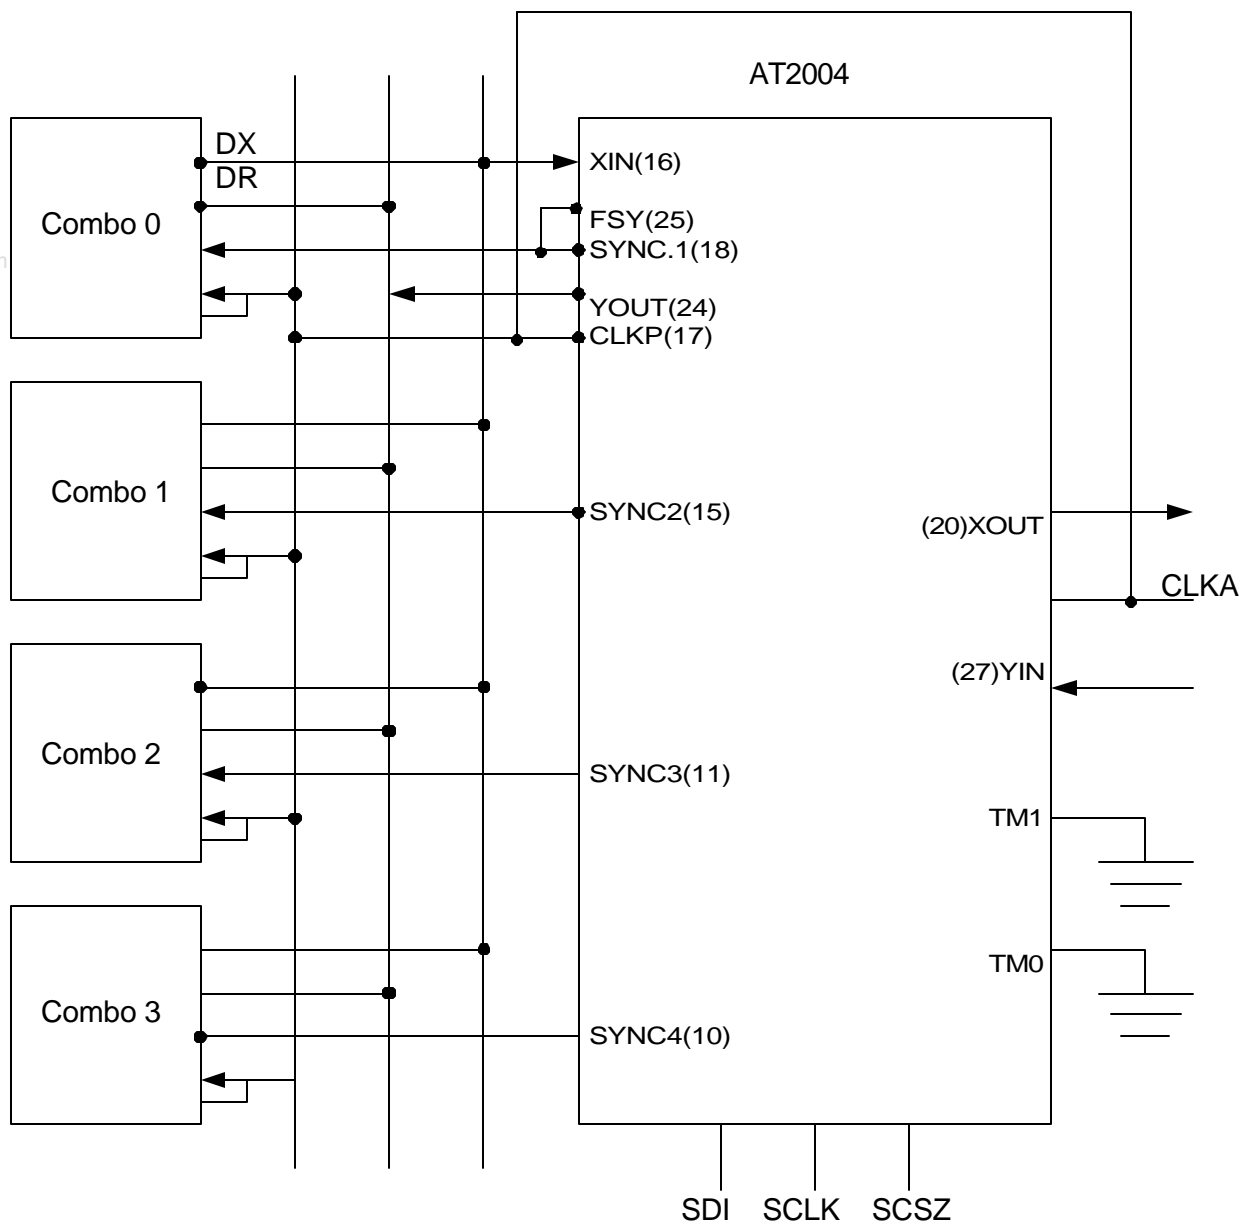 AT2004
DX
DR
Combo 0
XIN(16)
FSY(25)
SYNC.1(18)
YOUT(24)
CLKP(17)
Combo 1
SYNC2(15)
(20)XOUT
CLKA
(27)YIN
Combo 2
SYNC3(11)
TM1
TM0
Combo 3
SYNC4(10)
SDI SCLK SCSZ